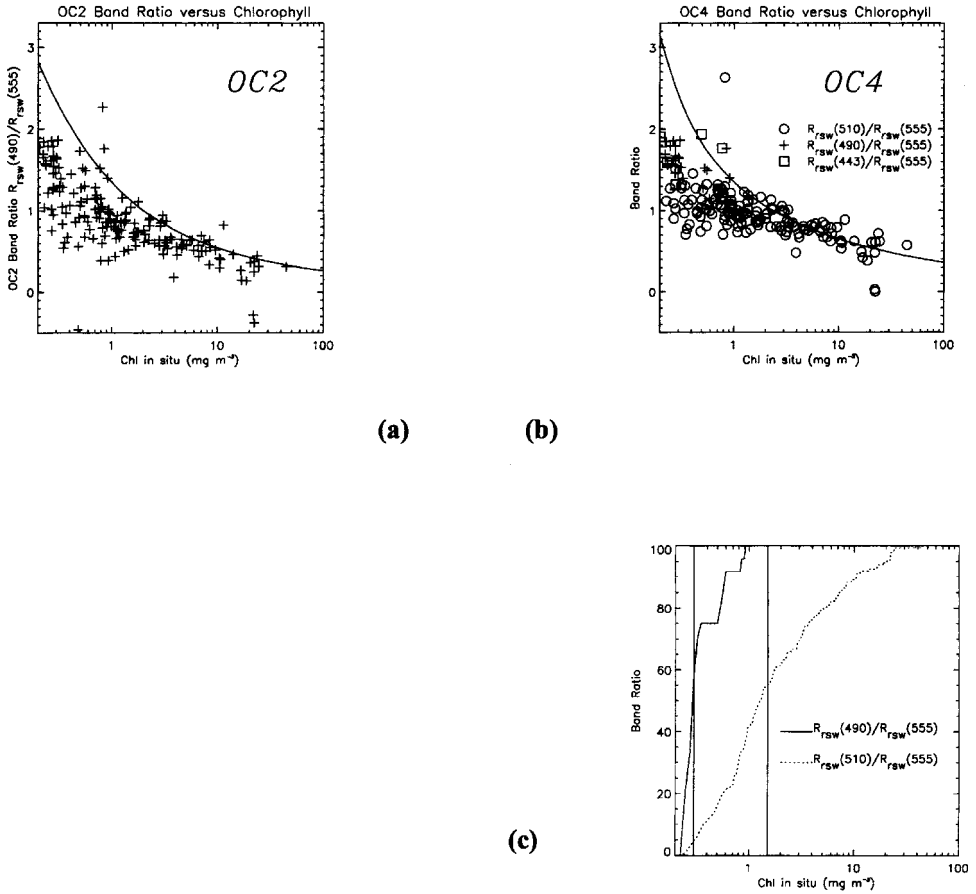 OC2 Band Ratio versus Chlorophyll
OC2 Band Ratio Rrsw(490)/Rrsw(555)
3
2
1
0
OC2
1
10
100
Chl in situ (mg m⁻³)
OC4 Band Ratio versus Chlorophyll
Band Ratio
3
2
1
0
OC4
Rrsw(510)/Rrsw(555)
Rrsw(490)/Rrsw(555)
Rrsw(443)/Rrsw(555)
1
10
100
Chl in situ (mg m⁻³)
(a)
(b)
Band Ratio
100
80
60
40
20
0
Rrsw(490)/Rrsw(555)
Rrsw(510)/Rrsw(555)
1
10
100
Chl in situ (mg m⁻³)
(c)